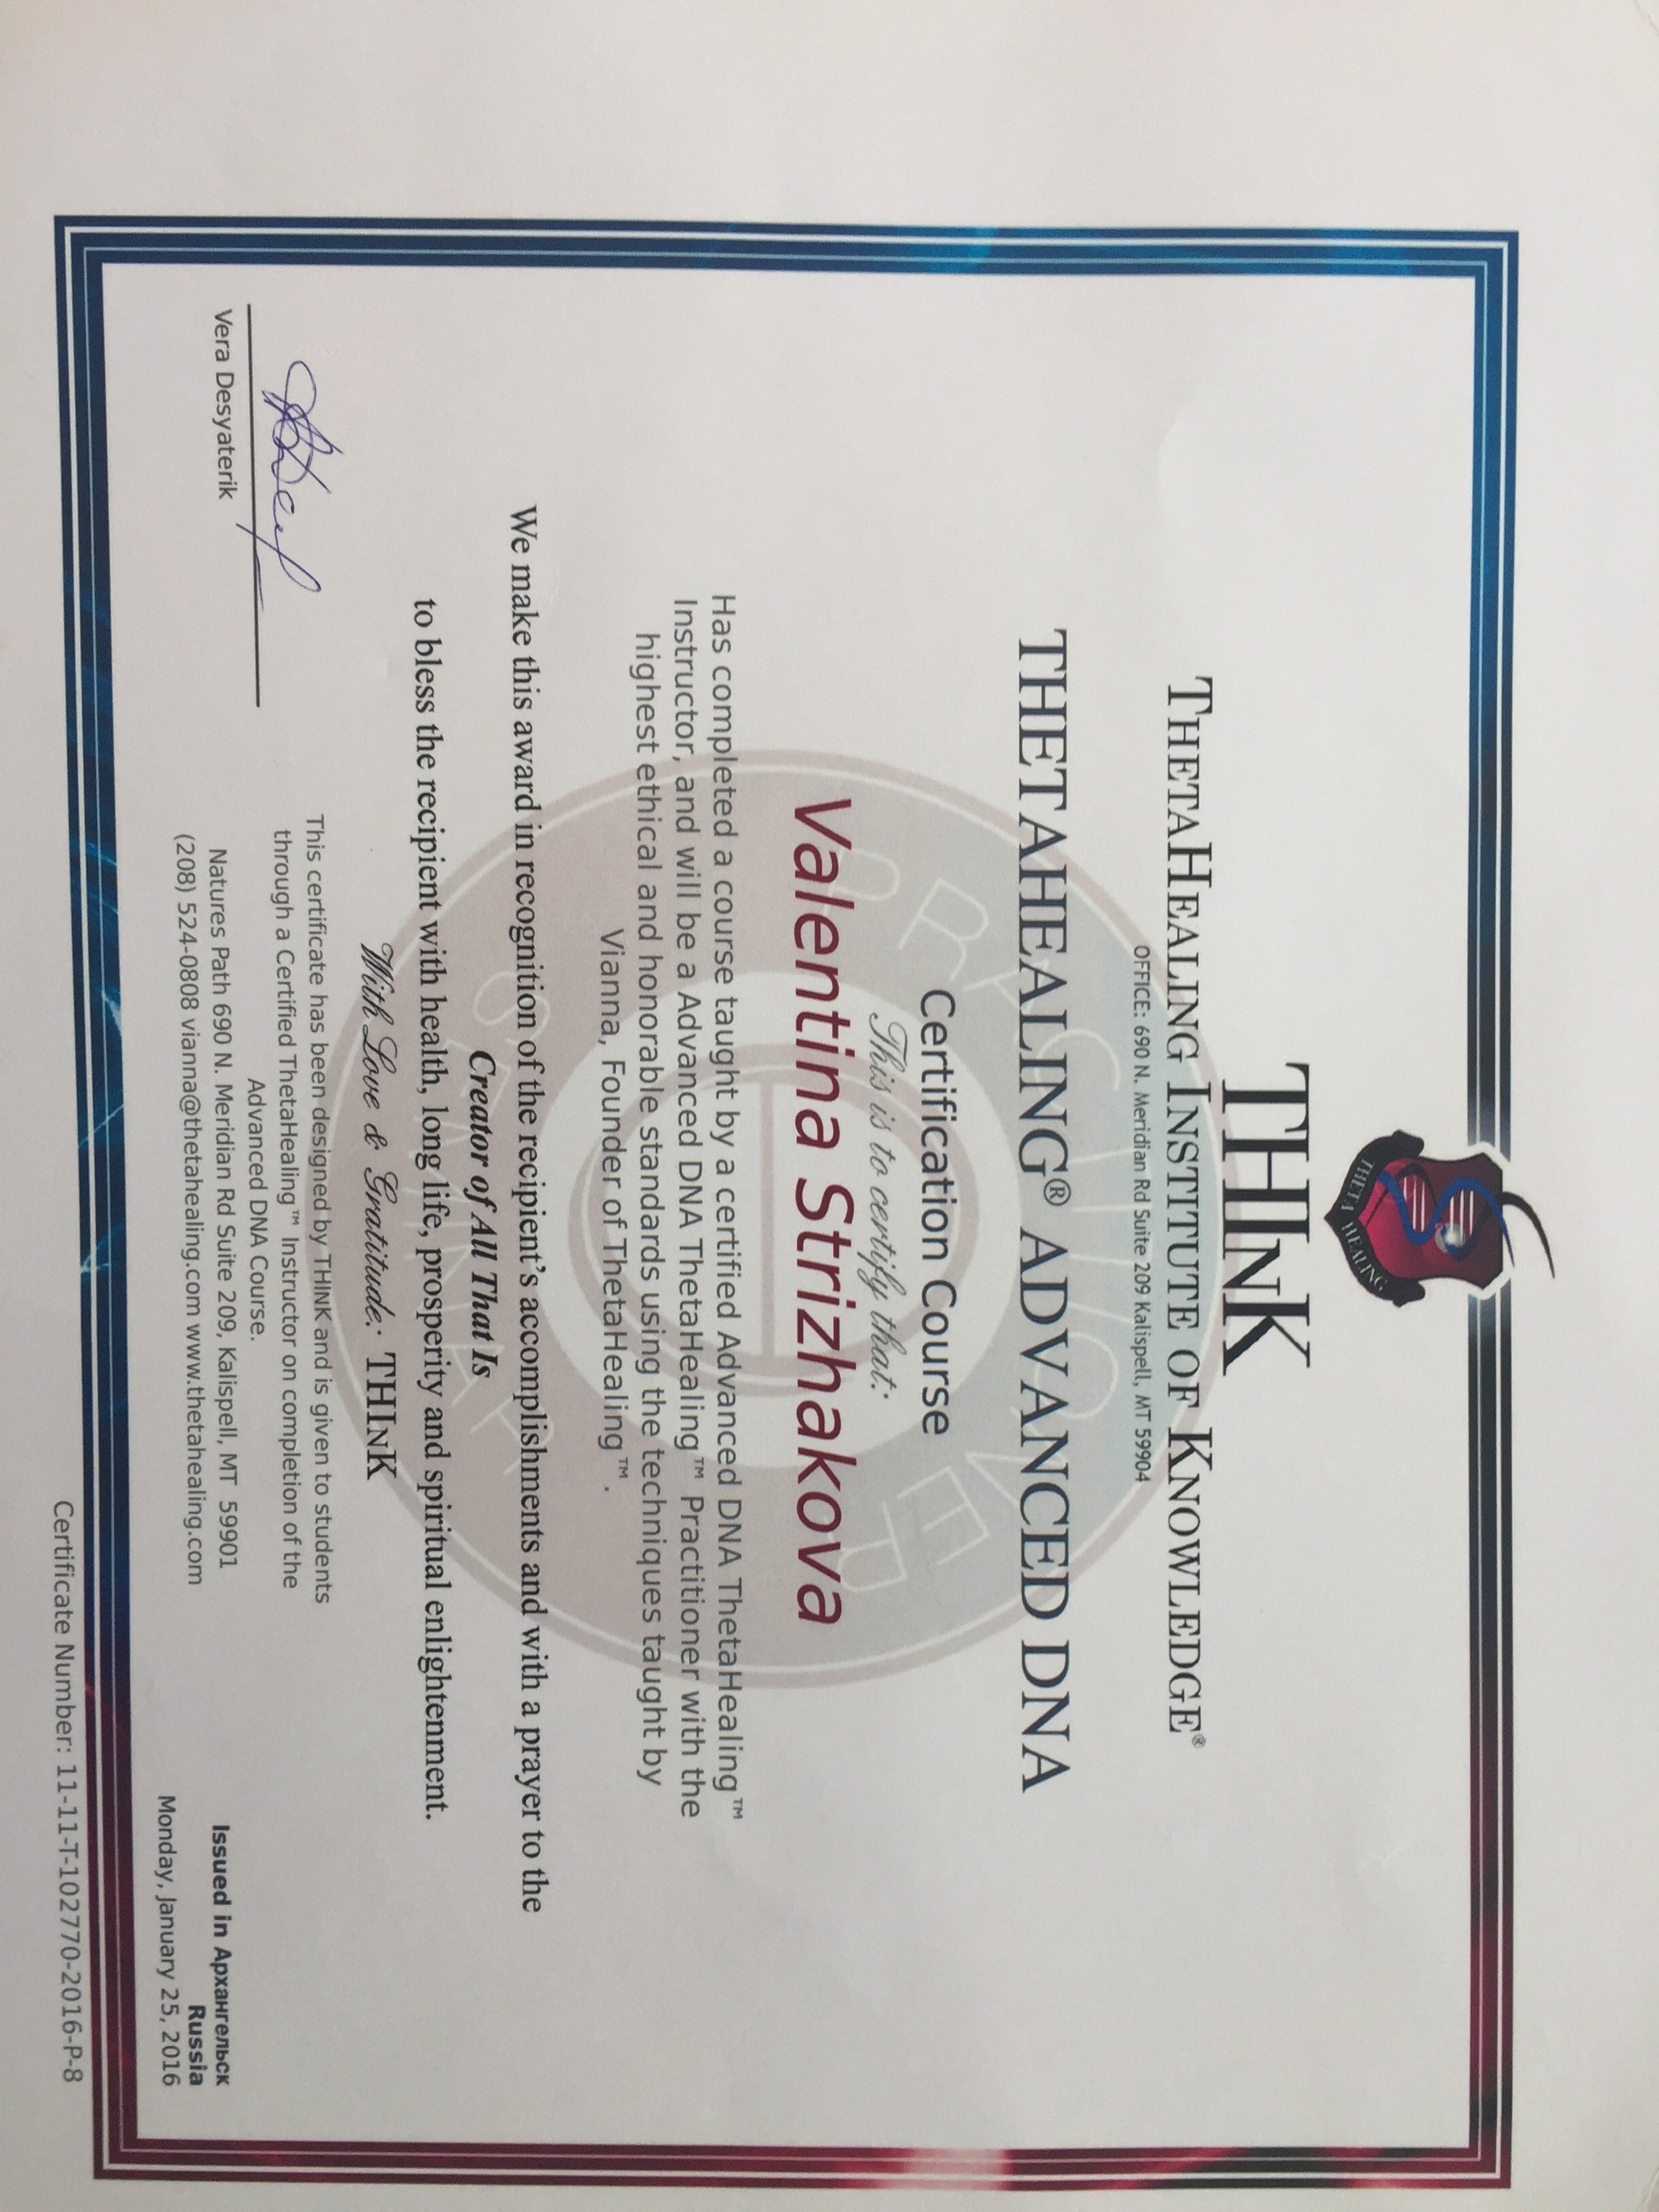 THETA HEALING
THInK
THETAHEALING INSTITUTE OF KNOWLEDGE®
OFFICE: 690 N. Meridian Rd Suite 209 Kalispell, MT 59904
THETAHEALING® ADVANCED DNA
Certification Course
This is to certify that:
Valentina Strizhakova
Has completed a course taught by a certified Advanced DNA ThetaHealing™
Instructor, and will be a Advanced DNA ThetaHealing™ Practitioner with the
highest ethical and honorable standards using the techniques taught by
Vianna, Founder of ThetaHealing™.
We make this award in recognition of the recipient's accomplishments and with a prayer to the
Creator of All That Is
to bless the recipient with health, long life, prosperity and spiritual enlightenment.
With Love & Gratitude: THInK
This certificate has been designed by THInK and is given to students
through a Certified ThetaHealing™ Instructor on completion of the
Advanced DNA Course.
Natures Path 690 N. Meridian Rd Suite 209, Kalispell, MT 59901
(208) 524-0808 vianna@thetahealing.com www.thetahealing.com
Vera Desyaterik
Issued in Архангельск
Russia
Monday, January 25, 2016
Certificate Number: 11-11-T-102770-2016-P-8